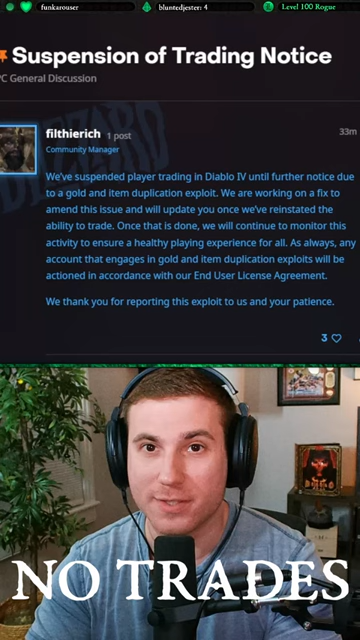 funkarouser
bluntedjester: 4
Level 100 Rogue
Suspension of Trading Notice
PC General Discussion
filthierich 1 post
33m
Community Manager
We've suspended player trading in Diablo IV until further notice due
to a gold and item duplication exploit. We are working on a fix to
amend this issue and will update you once we've reinstated the
ability to trade. Once that is done, we will continue to monitor this
activity to ensure a healthy playing experience for all. As always, any
account that engages in gold and item duplication exploits will be
actioned in accordance with our End User License Agreement.
We thank you for reporting this exploit to us and your patience.
3
BLIZZARD
DIABLO
NO TRADES